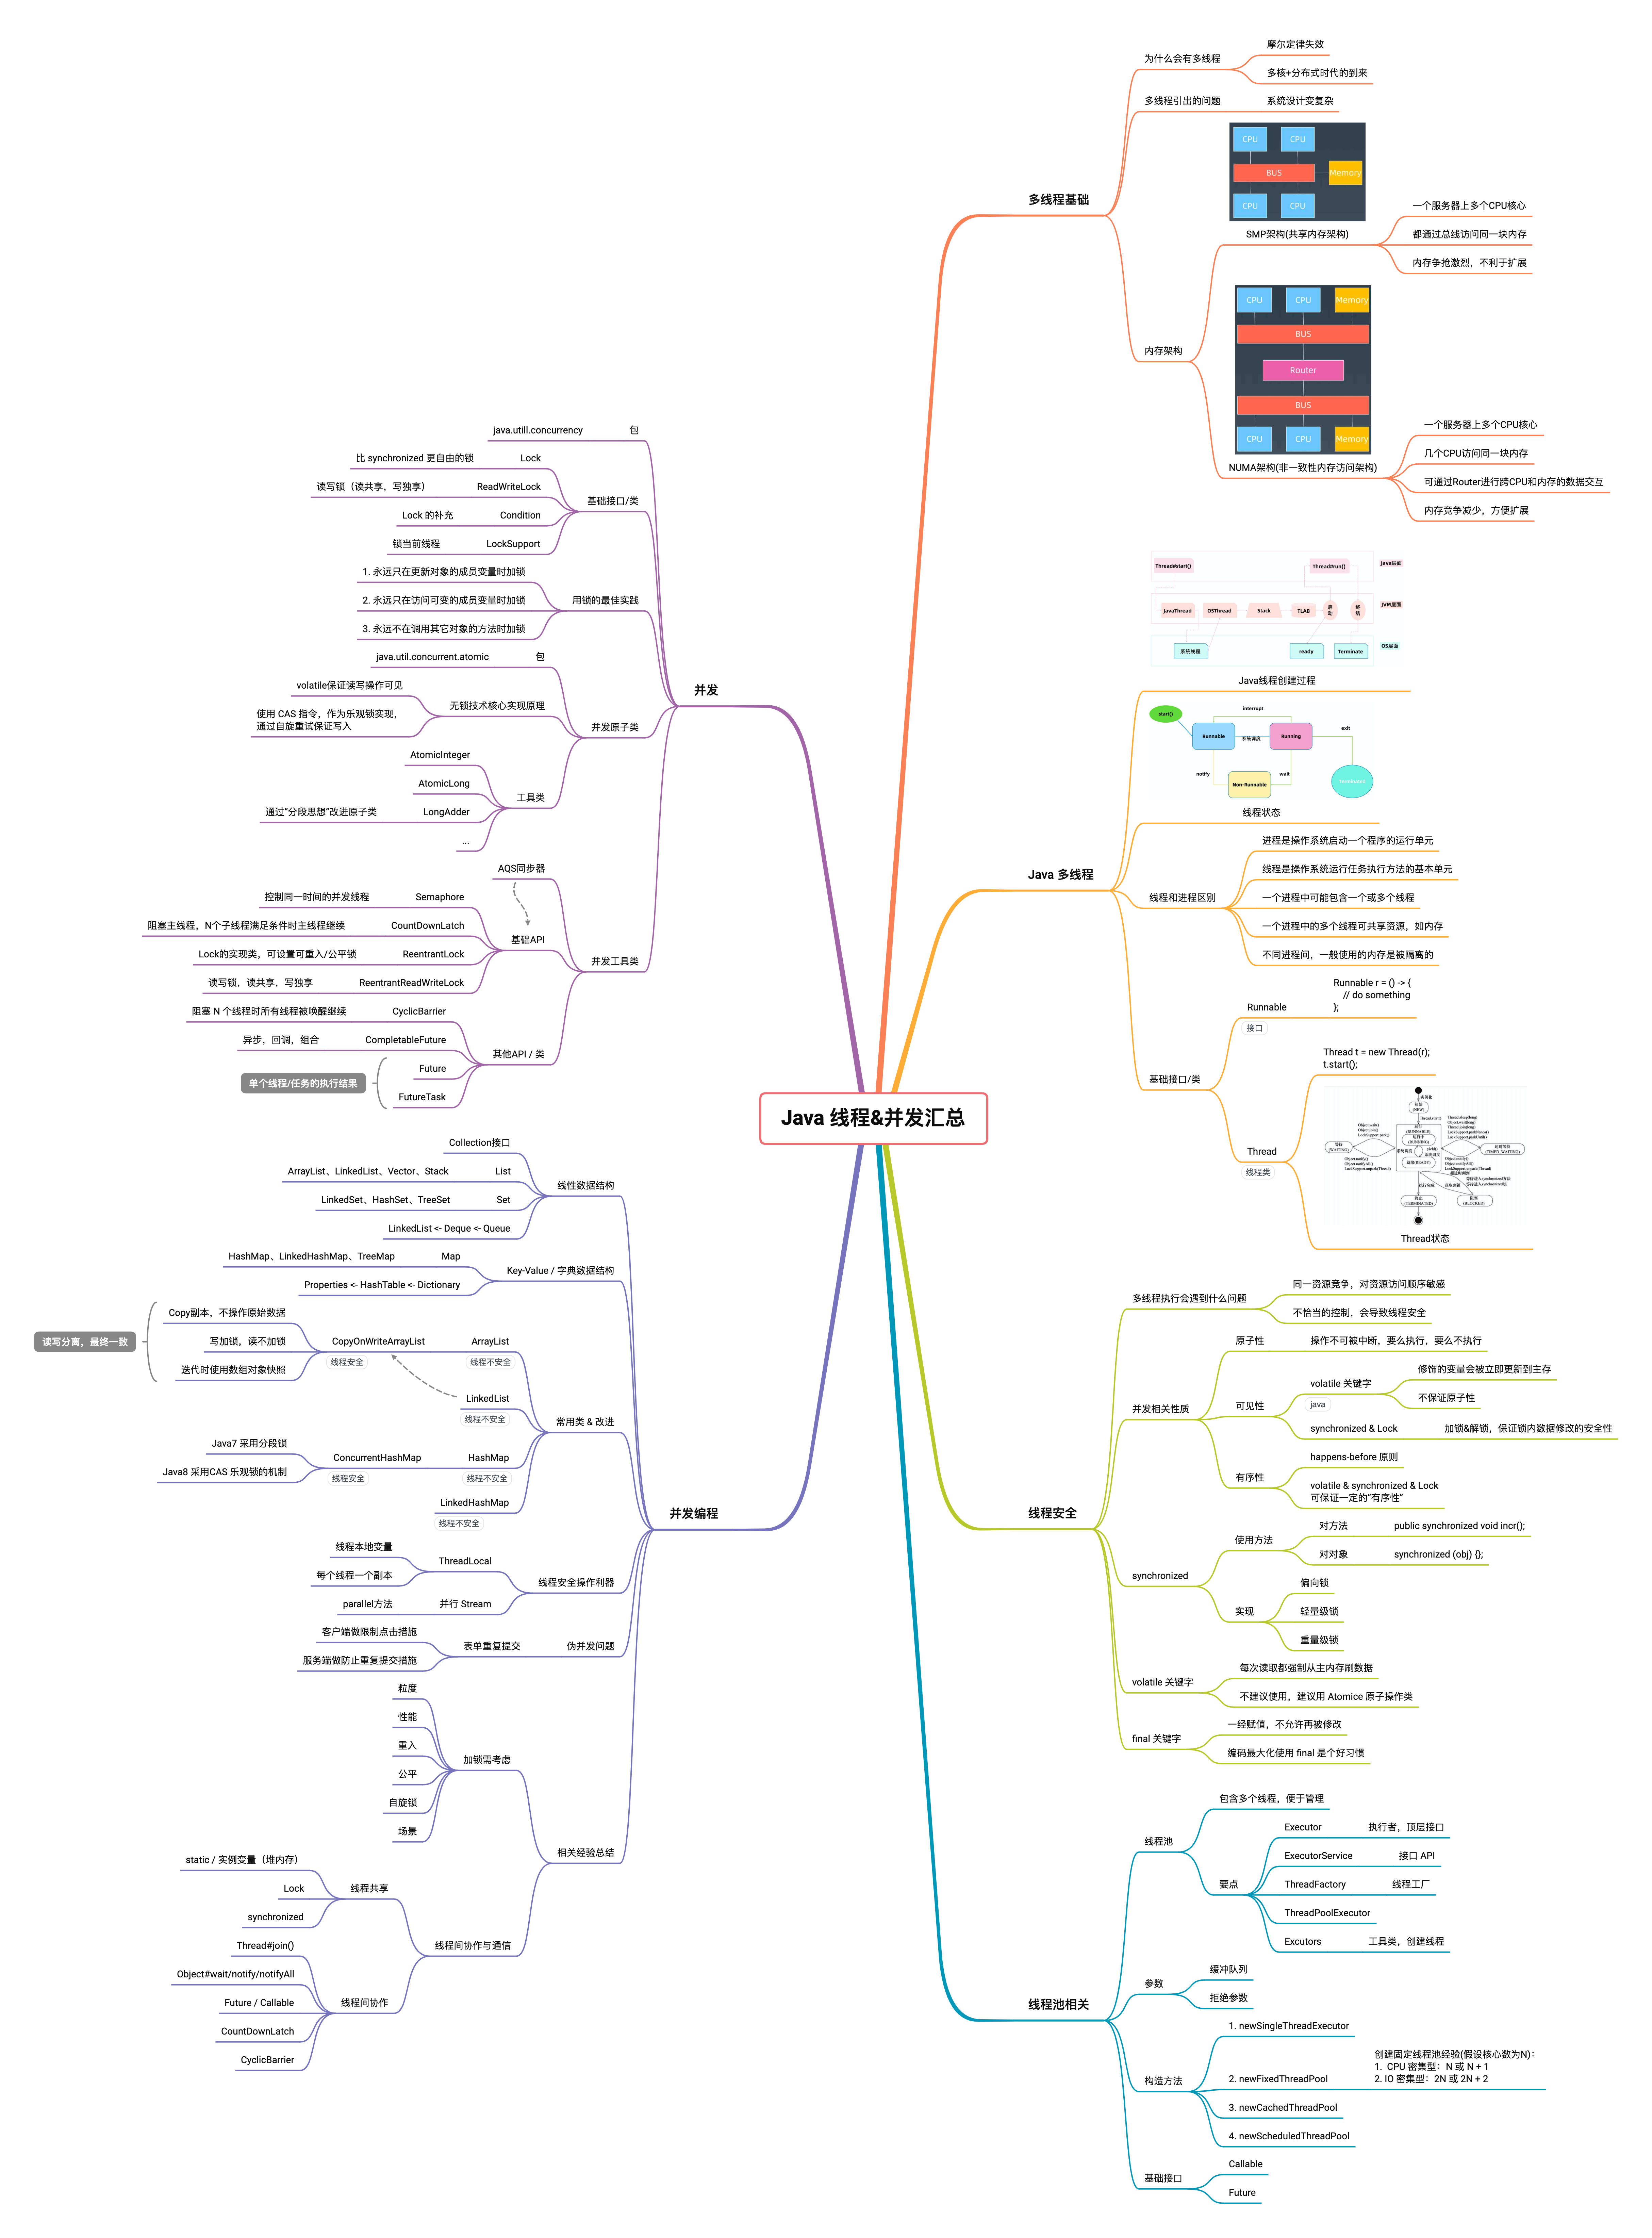 Java 线程&并发汇总
多线程基础
为什么会有多线程
摩尔定律失效
多核+分布式时代的到来
多线程引出的问题
系统设计变复杂
内存架构
CPU
CPU
BUS
Memory
CPU
CPU
SMP架构(共享内存架构)
一个服务器上多个CPU核心
都通过总线访问同一块内存
内存争抢激烈，不利于扩展
CPU
CPU
Memory
BUS
Router
BUS
CPU
CPU
Memory
NUMA架构(非一致性内存访问架构)
一个服务器上多个CPU核心
几个CPU访问同一块内存
可通过Router进行跨CPU和内存的数据交互
内存竞争减少，方便扩展
Java 多线程
Thread#start()
Thread#run()
Java层面
JavaThread
OSThread
Stack
TLAB
启动
终结
JVM层面
系统线程
ready
Terminate
OS层面
Java线程创建过程
start()
interrupt
Runnable
系统调度
Running
exit
notify
wait
Non-Runnable
Terminated
线程状态
线程和进程区别
进程是操作系统启动一个程序的运行单元
线程是操作系统运行任务执行方法的基本单元
一个进程中可能包含一个或多个线程
一个进程中的多个线程可共享资源，如内存
不同进程间，一般使用的内存是被隔离的
基础接口/类
Runnable
接口
Runnable r = () -> {
// do something
};
Thread
线程类
Thread t = new Thread(r);
t.start();
Thread状态
线程安全
多线程执行会遇到什么问题
同一资源竞争，对资源访问顺序敏感
不恰当的控制，会导致线程安全
并发相关性质
原子性
操作不可被中断，要么执行，要么不执行
可见性
volatile 关键字
java
修饰的变量会被立即更新到主存
不保证原子性
synchronized & Lock
加锁&解锁，保证锁内数据修改的安全性
有序性
happens-before 原则
volatile & synchronized & Lock
可保证一定的“有序性”
synchronized
使用方法
对方法
public synchronized void incr();
对对象
synchronized (obj) {};
实现
偏向锁
轻量级锁
重量级锁
volatile 关键字
每次读取都强制从主内存刷数据
不建议使用，建议用 Atomice 原子操作类
final 关键字
一经赋值，不允许再被修改
编码最大化使用 final 是个好习惯
线程池相关
线程池
包含多个线程，便于管理
要点
Executor
执行者，顶层接口
ExecutorService
接口 API
ThreadFactory
线程工厂
ThreadPoolExecutor
Excutors
工具类，创建线程
参数
缓冲队列
拒绝参数
构造方法
1. newSingleThreadExecutor
2. newFixedThreadPool
创建固定线程池经验(假设核心数为N)：
1. CPU 密集型：N 或 N + 1
2. IO 密集型：2N 或 2N + 2
3. newCachedThreadPool
4. newScheduledThreadPool
基础接口
Callable
Future
并发
包
java.utill.concurrency
基础接口/类
Lock
比 synchronized 更自由的锁
ReadWriteLock
读写锁（读共享，写独享）
Condition
Lock 的补充
LockSupport
锁当前线程
用锁的最佳实践
1. 永远只在更新对象的成员变量时加锁
2. 永远只在访问可变的成员变量时加锁
3. 永远不在调用其它对象的方法时加锁
并发原子类
包
java.util.concurrent.atomic
无锁技术核心实现原理
volatile保证读写操作可见
使用 CAS 指令，作为乐观锁实现，
通过自旋重试保证写入
工具类
AtomicInteger
AtomicLong
LongAdder
通过“分段思想”改进原子类
...
并发工具类
AQS同步器
基础API
Semaphore
控制同一时间的并发线程
CountDownLatch
阻塞主线程，N个子线程满足条件时主线程继续
ReentrantLock
Lock的实现类，可设置可重入/公平锁
ReentrantReadWriteLock
读写锁，读共享，写独享
其他API / 类
CyclicBarrier
阻塞 N 个线程时所有线程被唤醒继续
CompletableFuture
异步，回调，组合
Future
FutureTask
单个线程/任务的执行结果
并发编程
线性数据结构
Collection接口
List
ArrayList、LinkedList、Vector、Stack
Set
LinkedSet、HashSet、TreeSet
LinkedList <- Deque <- Queue
Key-Value / 字典数据结构
Map
HashMap、LinkedHashMap、TreeMap
Properties <- HashTable <- Dictionary
常用类 & 改进
ArrayList
线程不安全
CopyOnWriteArrayList
线程安全
Copy副本，不操作原始数据
写加锁，读不加锁
迭代时使用数组对象快照
读写分离，最终一致
LinkedList
线程不安全
HashMap
线程不安全
ConcurrentHashMap
线程安全
Java7 采用分段锁
Java8 采用CAS 乐观锁的机制
LinkedHashMap
线程不安全
线程安全操作利器
ThreadLocal
线程本地变量
每个线程一个副本
并行 Stream
parallel方法
伪并发问题
表单重复提交
客户端做限制点击措施
服务端做防止重复提交措施
相关经验总结
加锁需考虑
粒度
性能
重入
公平
自旋锁
场景
线程间协作与通信
线程共享
static / 实例变量（堆内存）
Lock
synchronized
线程间协作
Thread#join()
Object#wait/notify/notifyAll
Future / Callable
CountDownLatch
CyclicBarrier